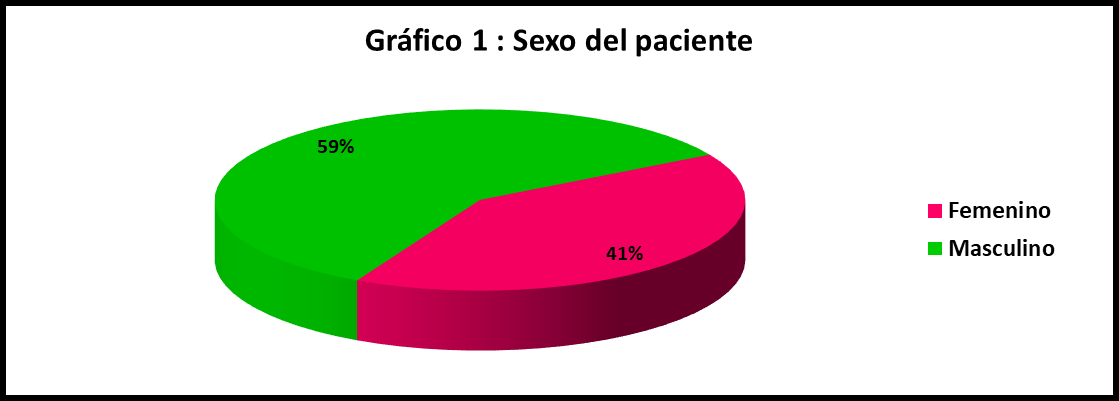 Gráfico 1 : Sexo del paciente
59%
41%
Femenino
Masculino